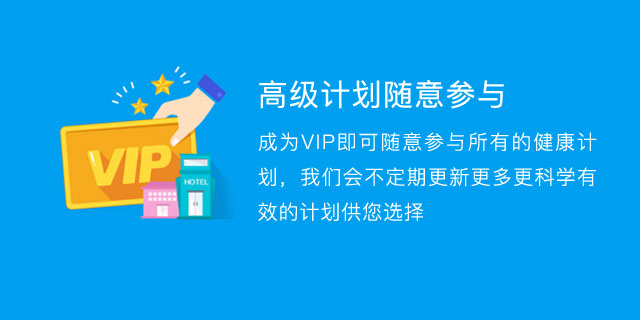 高级计划随意参与
成为VIP即可随意参与所有的健康计
划，我们会不定期更新更多更科学有
效的计划供您选择
VIP
HOTEL